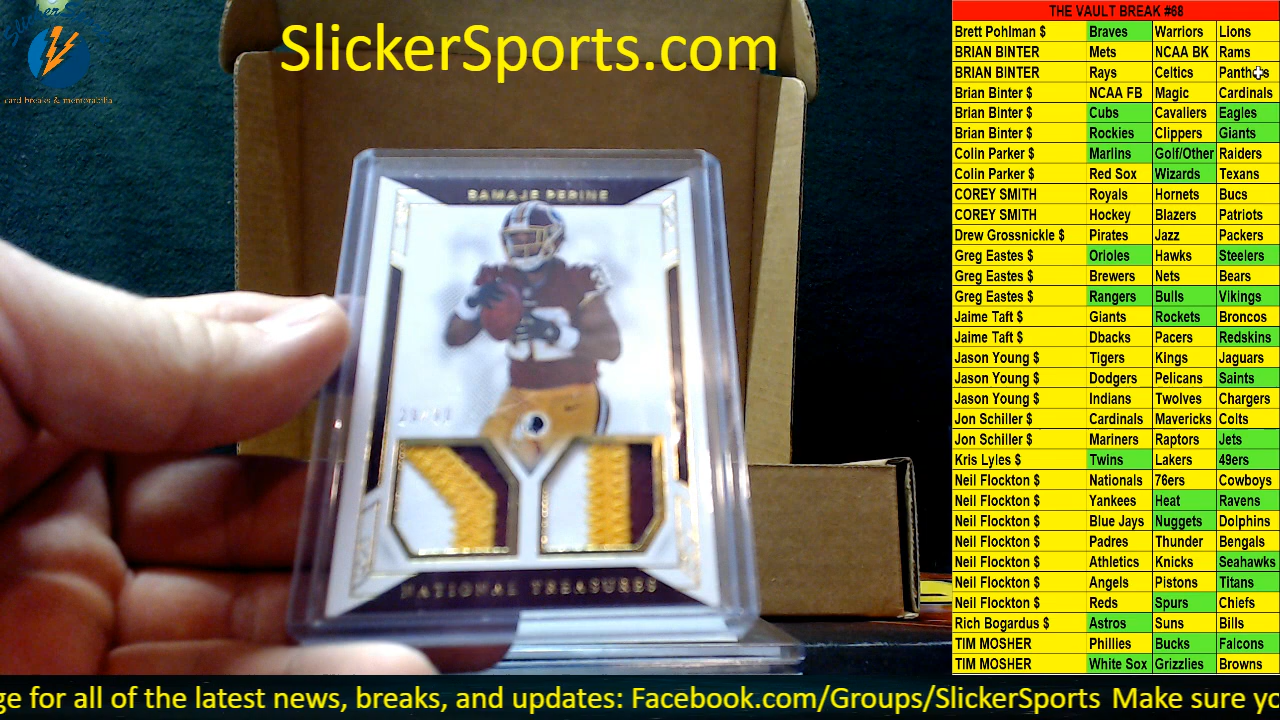 SlickerSports.com
card breaks & memorabilia
SAMAJE PERINE
NATIONAL TREASURES
THE VAULT BREAK #68
Brett Pohlman $ Braves Warriors Lions
BRIAN BINTER Mets NCAA BK Rams
BRIAN BINTER Rays Celtics Panthers
Brian Binter $ NCAA FB Magic Cardinals
Brian Binter $ Cubs Cavaliers Eagles
Brian Binter $ Rockies Clippers Giants
Colin Parker $ Marlins Golf/Other Raiders
Colin Parker $ Red Sox Wizards Texans
COREY SMITH Royals Hornets Bucs
COREY SMITH Hockey Blazers Patriots
Drew Grossnickle $ Pirates Jazz Packers
Greg Eastes $ Orioles Hawks Steelers
Greg Eastes $ Brewers Nets Bears
Greg Eastes $ Rangers Bulls Vikings
Jaime Taft $ Giants Rockets Broncos
Jaime Taft $ Dbacks Pacers Redskins
Jason Young $ Tigers Kings Jaguars
Jason Young $ Dodgers Pelicans Saints
Jason Young $ Indians Twolves Chargers
Jon Schiller $ Cardinals Mavericks Colts
Jon Schiller $ Mariners Raptors Jets
Kris Lyles $ Twins Lakers 49ers
Neil Flockton $ Nationals 76ers Cowboys
Neil Flockton $ Yankees Heat Ravens
Neil Flockton $ Blue Jays Nuggets Dolphins
Neil Flockton $ Padres Thunder Bengals
Neil Flockton $ Athletics Knicks Seahawks
Neil Flockton $ Angels Pistons Titans
Neil Flockton $ Reds Spurs Chiefs
Rich Bogardus $ Astros Suns Bills
TIM MOSHER Phillies Bucks Falcons
TIM MOSHER White Sox Grizzlies Browns
ge for all of the latest news, breaks, and updates: Facebook.com/Groups/SlickerSports Make sure yo